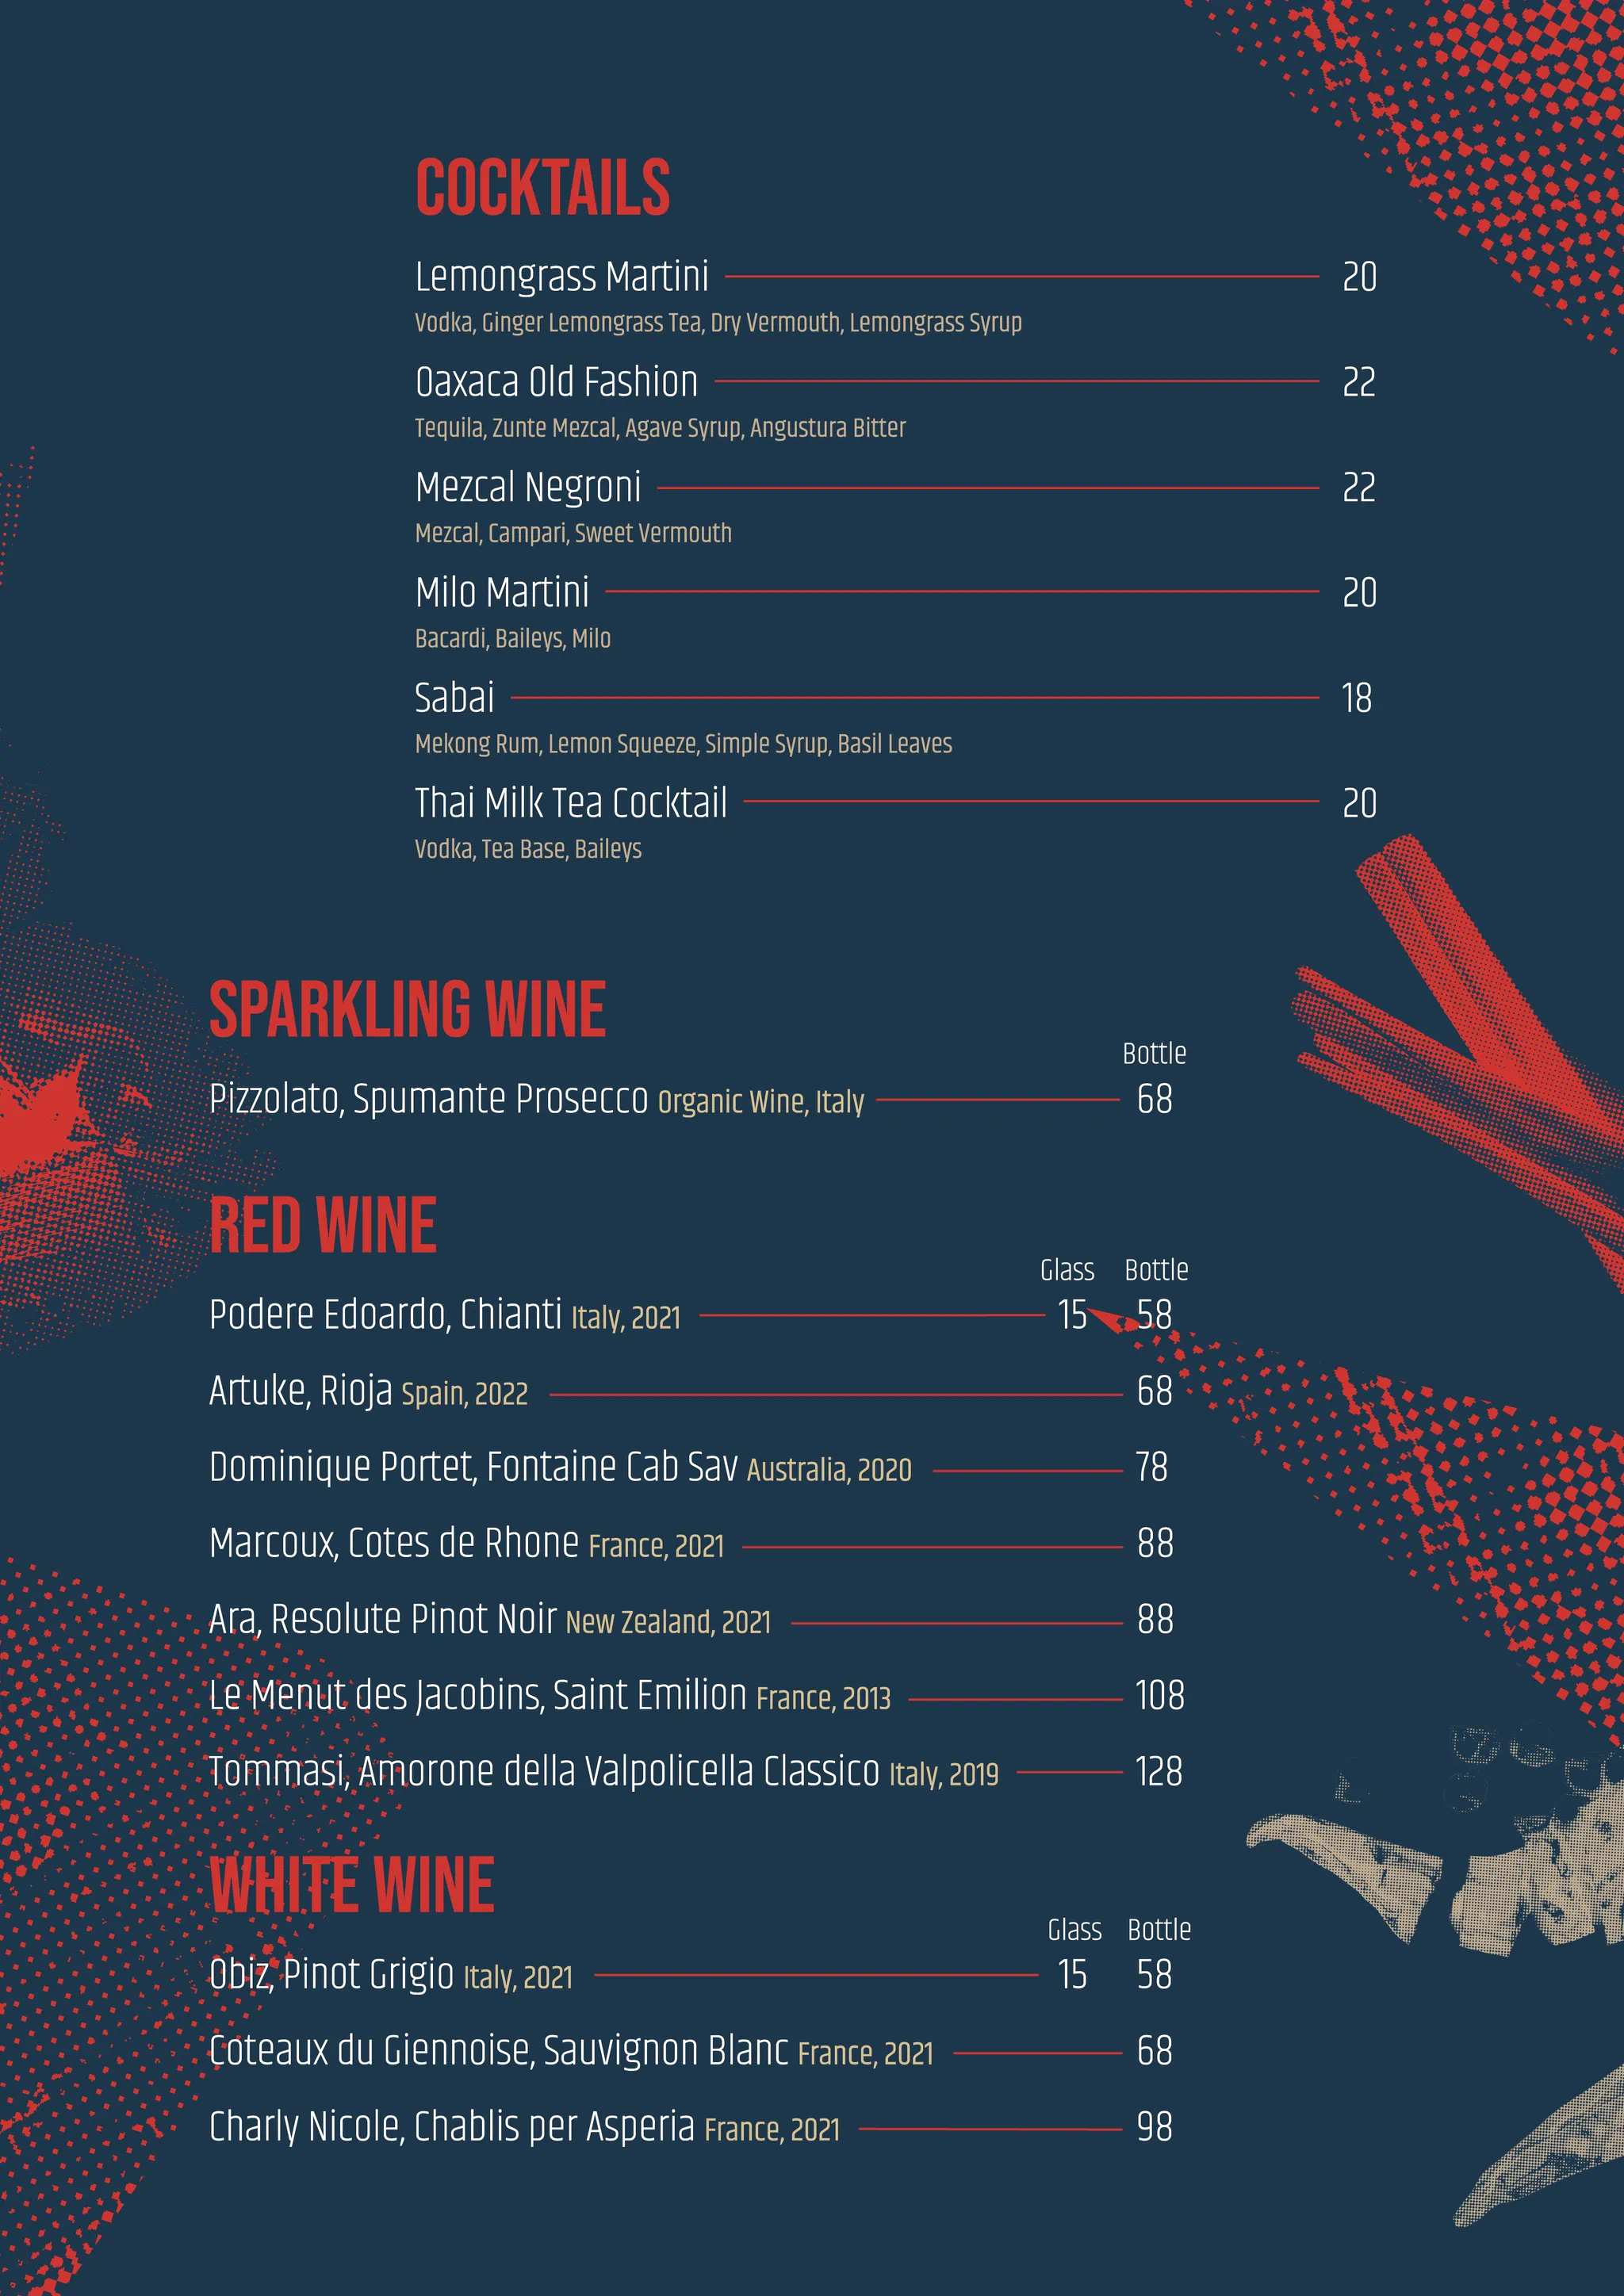 COCKTAILS
Lemongrass Martini 20
Vodka, Ginger Lemongrass Tea, Dry Vermouth, Lemongrass Syrup
Oaxaca Old Fashion 22
Tequila, Zunte Mezcal, Agave Syrup, Angustura Bitter
Mezcal Negroni 22
Mezcal, Campari, Sweet Vermouth
Milo Martini 20
Bacardi, Baileys, Milo
Sabai 18
Mekong Rum, Lemon Squeeze, Simple Syrup, Basil Leaves
Thai Milk Tea Cocktail 20
Vodka, Tea Base, Baileys
SPARKLING WINE
Bottle
Pizzolato, Spumante Prosecco Organic Wine, Italy 68
RED WINE
Glass Bottle
Podere Edoardo, Chianti Italy, 2021 15 58
Artuke, Rioja Spain, 2022 68
Dominique Portet, Fontaine Cab Sav Australia, 2020 78
Marcoux, Cotes de Rhone France, 2021 88
Ara, Resolute Pinot Noir New Zealand, 2021 88
Le Menut des Jacobins, Saint Emilion France, 2013 108
Tommasi, Amorone della Valpolicella Classico Italy, 2019 128
WHITE WINE
Glass Bottle
Obiz, Pinot Grigio Italy, 2021 15 58
Coteaux du Giennoise, Sauvignon Blanc France, 2021 68
Charly Nicole, Chablis per Asperia France, 2021 98